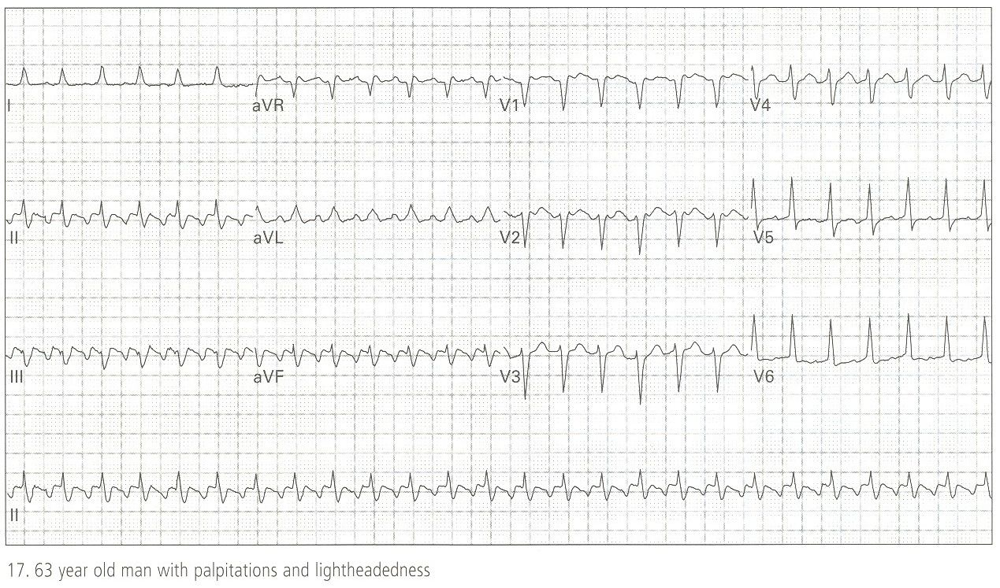 I aVR V1 V4
II aVL V2 V5
III aVF V3 V6
II
17. 63 year old man with palpitations and lightheadedness